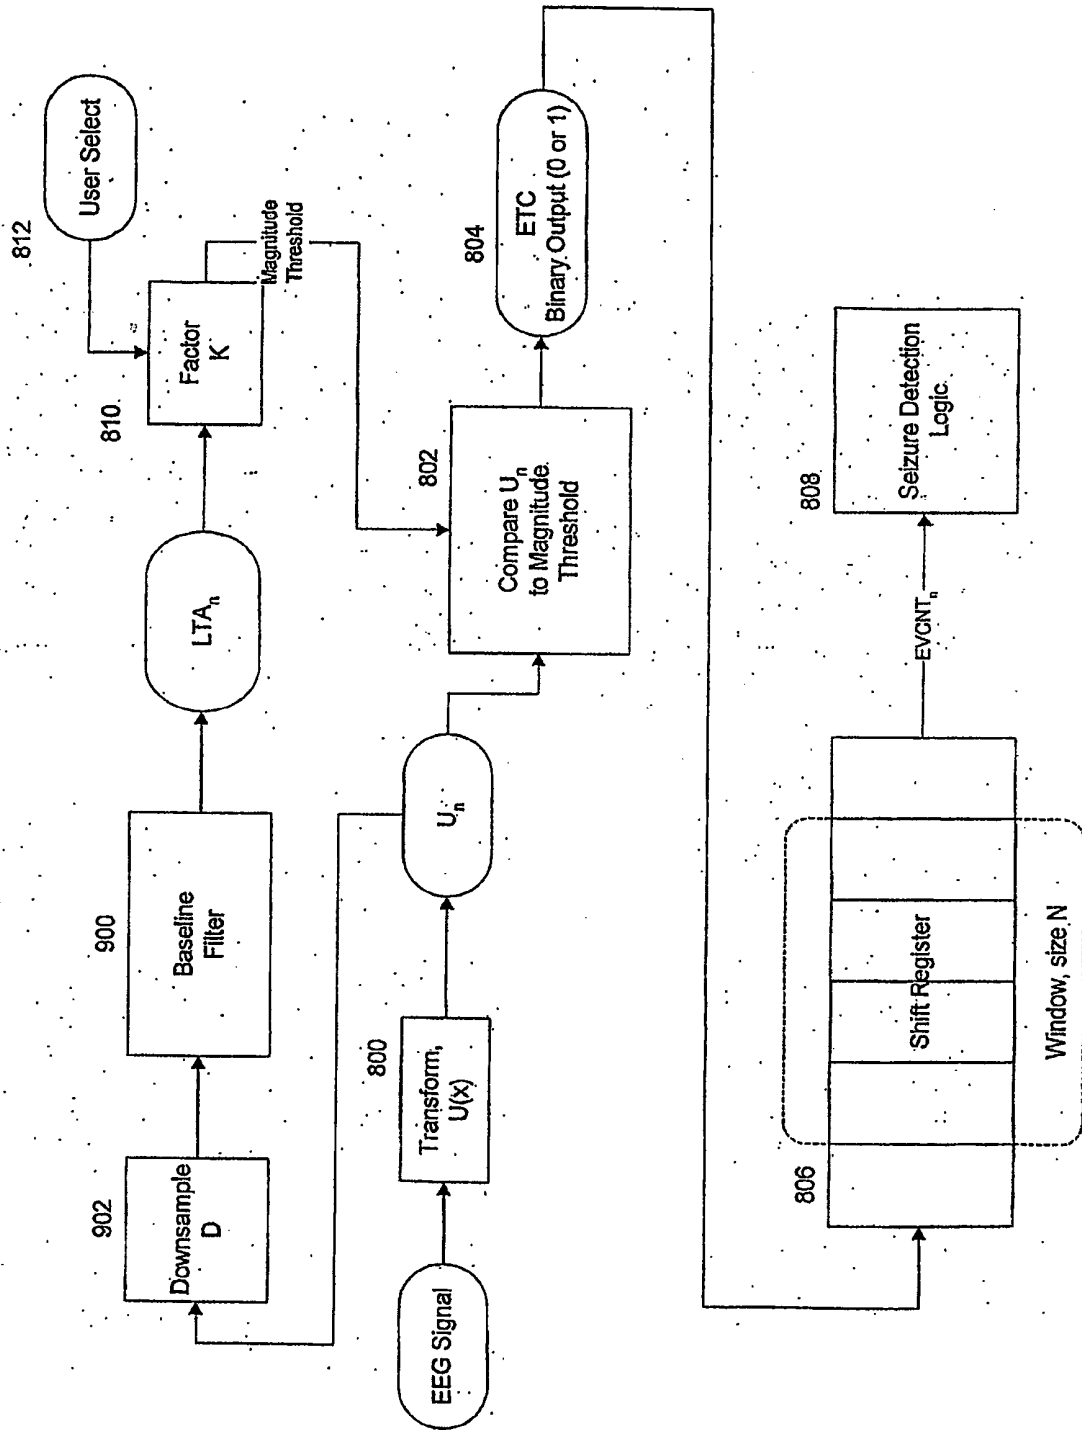 812
User Select
902
Downsample
D
900
Baseline
Filter
LTAn
810
Factor
K
Magnitude
Threshold
EEG Signal
800
Transform,
U(x)
Un
802
Compare Un
to Magnitude
Threshold
804
ETC
Binary Output (0 or 1)
806
Shift Register
Window, size N
EVCNTn
808
Seizure Detection
Logic